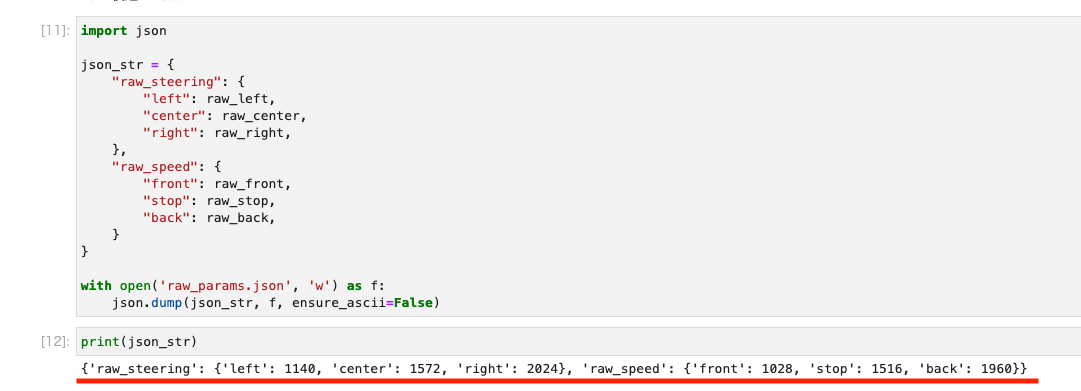 [11]: import json
json_str = {
    "raw_steering": {
        "left": raw_left,
        "center": raw_center,
        "right": raw_right,
    },
    "raw_speed": {
        "front": raw_front,
        "stop": raw_stop,
        "back": raw_back,
    }
}
with open('raw_params.json', 'w') as f:
    json.dump(json_str, f, ensure_ascii=False)
[12]: print(json_str)
{'raw_steering': {'left': 1140, 'center': 1572, 'right': 2024}, 'raw_speed': {'front': 1028, 'stop': 1516, 'back': 1960}}